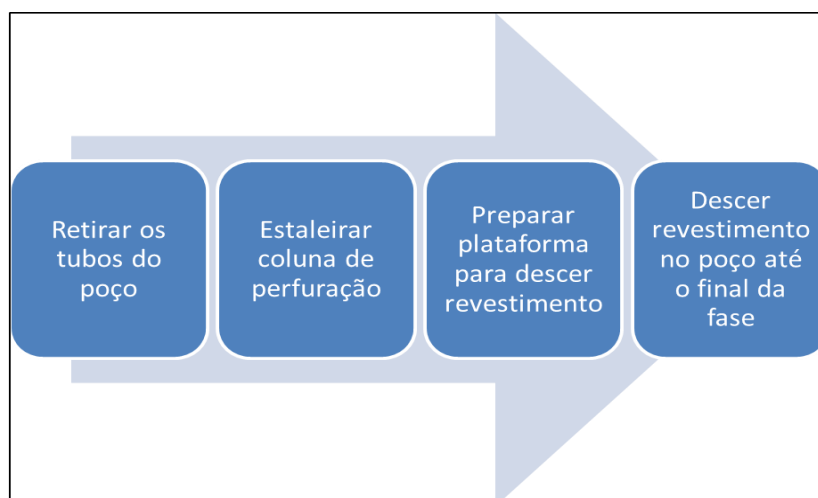 Retirar os
tubos do
poço
Estaleirar
coluna de
perfuração
Preparar
plataforma
para descer
revestimento
Descer
revestimento
no poço até
o final da
fase